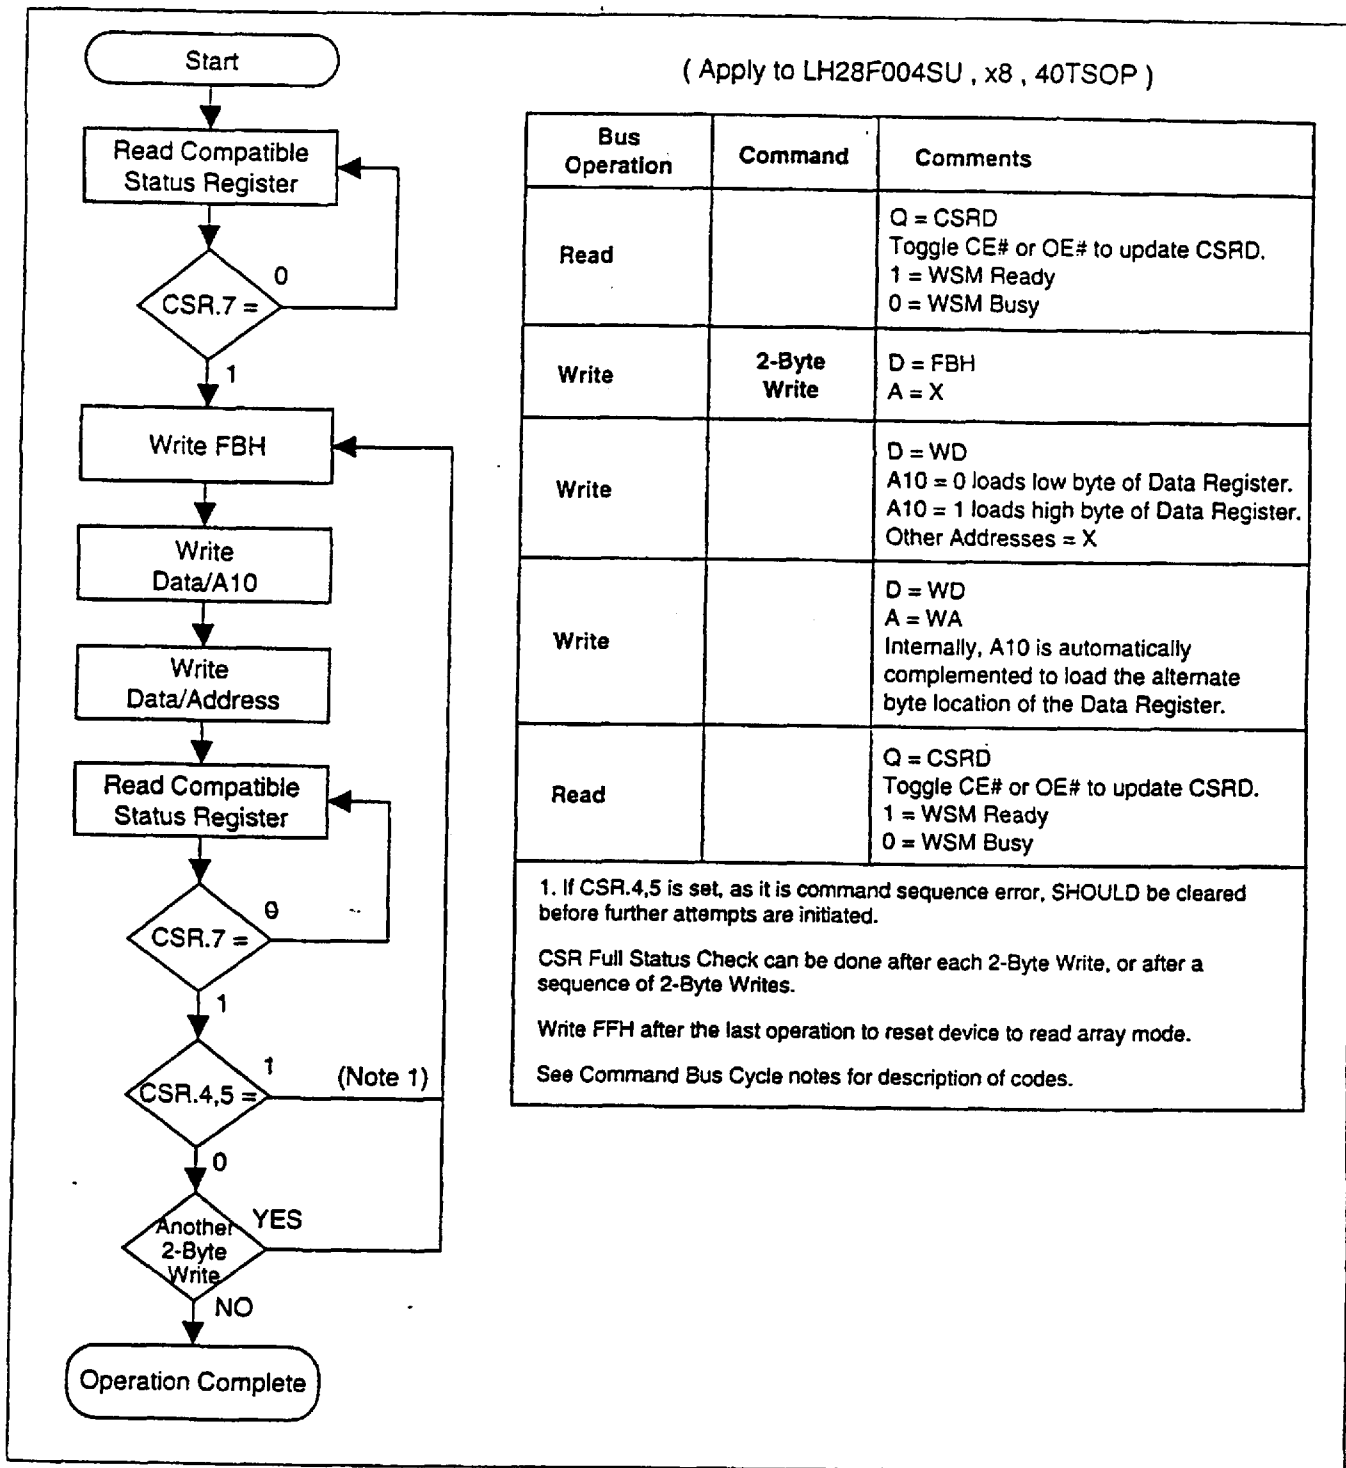 Start
Read Compatible
Status Register
0
CSR.7 =
1
Write FBH
Write
Data/A10
Write
Data/Address
Read Compatible
Status Register
0
CSR.7 =
1
1
(Note 1)
CSR.4,5 =
0
YES
Another
2-Byte
Write
NO
Operation Complete
( Apply to LH28F004SU , x8 , 40TSOP )
Bus
Operation
Command
Comments
Read
Q = CSRD
Toggle CE# or OE# to update CSRD.
1 = WSM Ready
0 = WSM Busy
Write
2-Byte
Write
D = FBH
A = X
Write
D = WD
A10 = 0 loads low byte of Data Register.
A10 = 1 loads high byte of Data Register.
Other Addresses = X
Write
D = WD
A = WA
Internally, A10 is automatically
complemented to load the alternate
byte location of the Data Register.
Read
Q = CSRD
Toggle CE# or OE# to update CSRD.
1 = WSM Ready
0 = WSM Busy
1. If CSR.4,5 is set, as it is command sequence error, SHOULD be cleared
before further attempts are initiated.
CSR Full Status Check can be done after each 2-Byte Write, or after a
sequence of 2-Byte Writes.
Write FFH after the last operation to reset device to read array mode.
See Command Bus Cycle notes for description of codes.